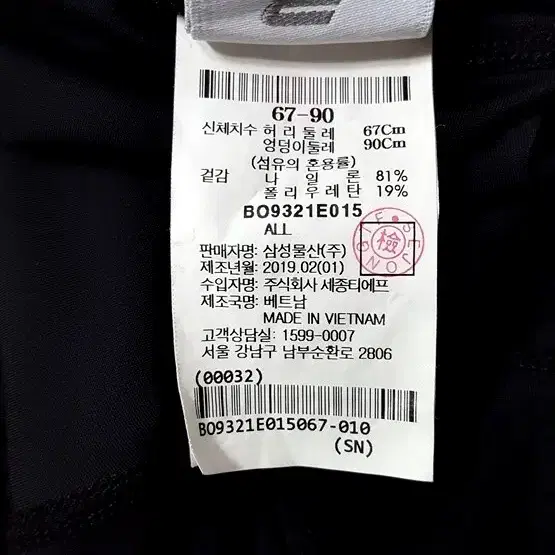 67-90
신체치수 허 리 둘 레 67Cm
엉덩이둘레 90Cm
(섬유의 혼용률)
겉감 나 일 론 81%
폴 리 우 레 탄 19%
BO9321E015
ALL
판매자명: 삼성물산(주)
제조년월: 2019.02(01)
수입자명: 주식회사 세종티에프
제조국명: 베트남
MADE IN VIETNAM
고객상담실: 1599-0007
서울 강남구 남부순환로 2806
檢
SEJONG TF
(00032)
BO9321E015067-010
(SN)